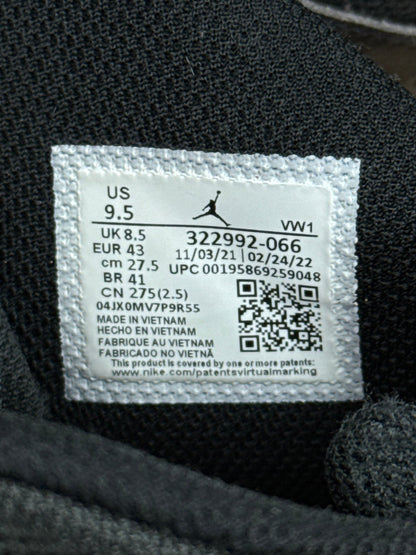 US
9.5
VW1
UK 8.5
322992-066
EUR 43
11/03/21 | 02/24/22
cm 27.5
UPC 00195869259048
BR 41
CN 275(2.5)
04JX0MV7P9R55
MADE IN VIETNAM
HECHO EN VIETNAM
FABRIQUE AU VIETNAM
FABRICADO NO VIETNÃ
This product is covered by one or more patents:
www.nike.com/patentsvirtualmarking